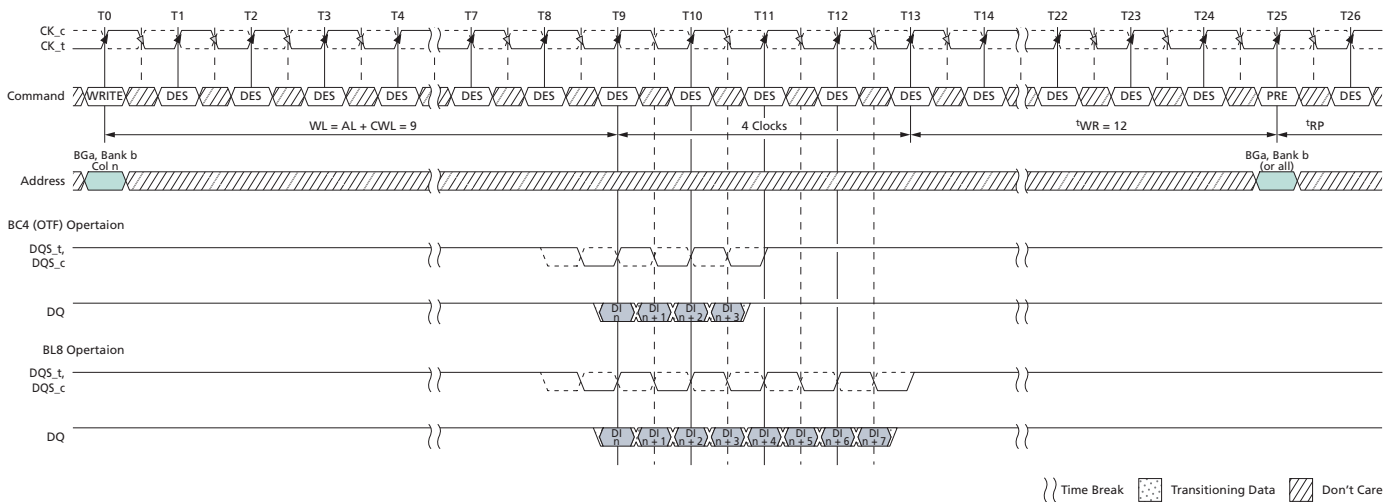 T0 T1 T2 T3 T4 T7 T8 T9 T10 T11 T12 T13 T14 T22 T23 T24 T25 T26
CK_c
CK_t
Command WRITE DES DES DES DES DES DES DES DES DES DES DES DES DES DES DES PRE DES
WL = AL + CWL = 9 4 Clocks tWR = 12 tRP
BGa, Bank b
Col n
BGa, Bank b
(or all)
Address
BC4 (OTF) Opertaion
DQS_t,
DQS_c
DQ DI n DI n + 1 DI n + 2 DI n + 3
BL8 Opertaion
DQS_t,
DQS_c
DQ DI n DI n + 1 DI n + 2 DI n + 3 DI n + 4 DI n + 5 DI n + 6 DI n + 7
Time Break Transitioning Data Don't Care